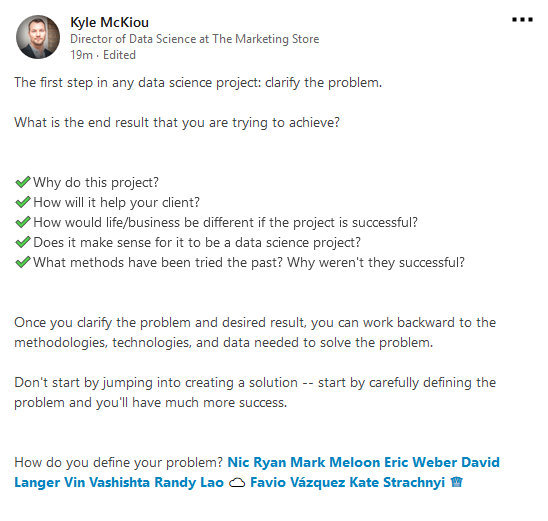 Kyle McKiou
Director of Data Science at The Marketing Store
19m · Edited
The first step in any data science project: clarify the problem.
What is the end result that you are trying to achieve?
✔Why do this project?
✔How will it help your client?
✔How would life/business be different if the project is successful?
✔Does it make sense for it to be a data science project?
✔What methods have been tried the past? Why weren't they successful?
Once you clarify the problem and desired result, you can work backward to the
methodologies, technologies, and data needed to solve the problem.
Don't start by jumping into creating a solution -- start by carefully defining the
problem and you'll have much more success.
How do you define your problem? Nic Ryan Mark Meloon Eric Weber David
Langer Vin Vashishta Randy Lao ☁ Favio Vázquez Kate Strachnyi ♕